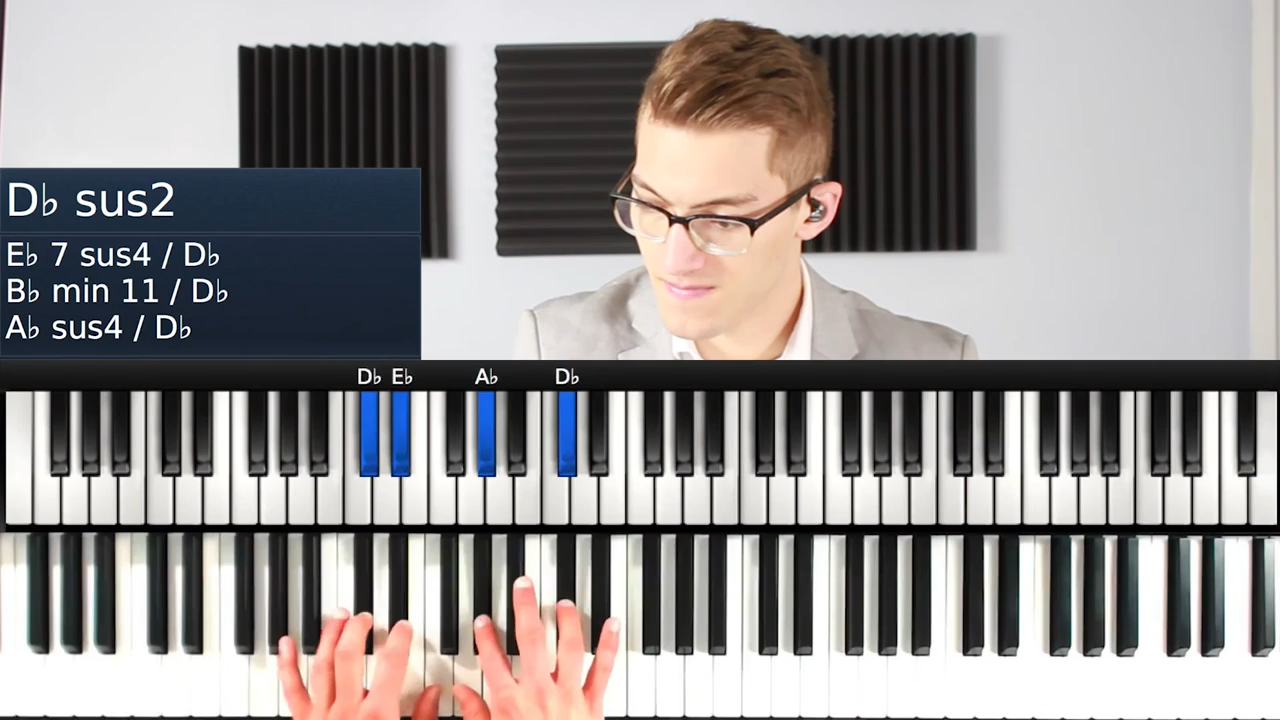 D♭ sus2
E♭ 7 sus4 / D♭
B♭ min 11 / D♭
A♭ sus4 / D♭
D♭ E♭ A♭ D♭